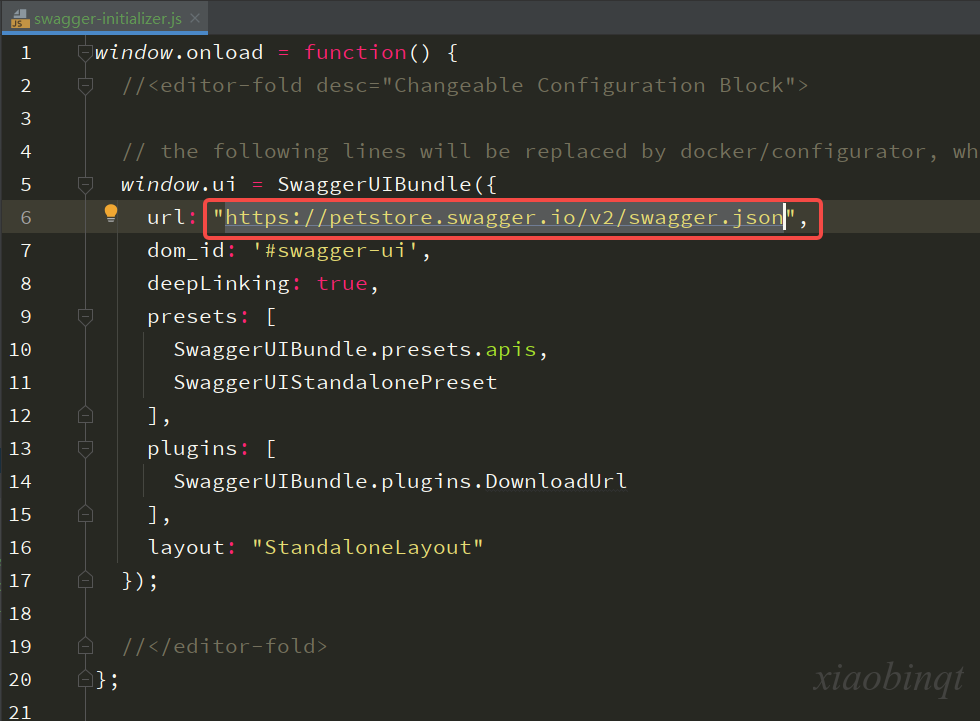 swagger-initializer.js
1 window.onload = function() {
2 //<editor-fold desc="Changeable Configuration Block">
3
4 // the following lines will be replaced by docker/configurator, wh
5 window.ui = SwaggerUIBundle({
6 url: "https://petstore.swagger.io/v2/swagger.json",
7 dom_id: '#swagger-ui',
8 deepLinking: true,
9 presets: [
10 SwaggerUIBundle.presets.apis,
11 SwaggerUIStandalonePreset
12 ],
13 plugins: [
14 SwaggerUIBundle.plugins.DownloadUrl
15 ],
16 layout: "StandaloneLayout"
17 });
18
19 //</editor-fold>
20 };
21
xiaobinqt